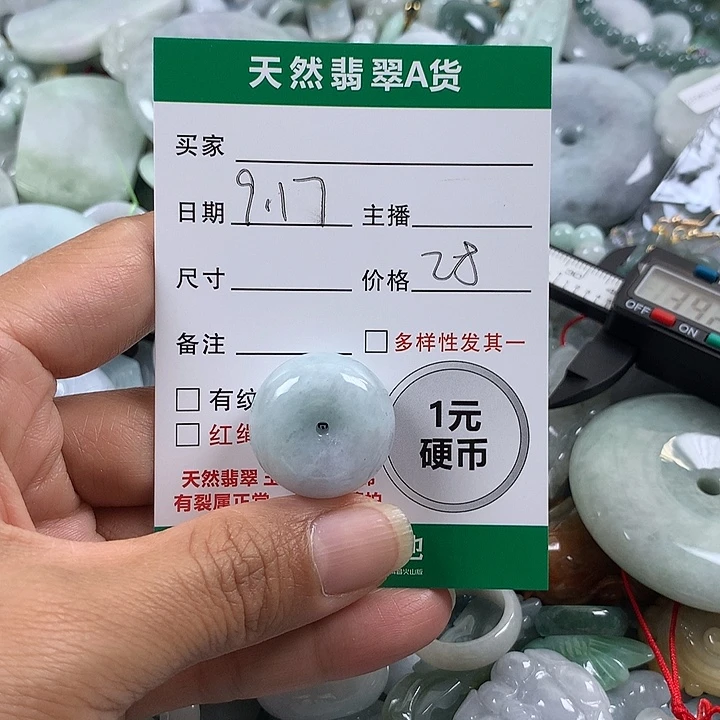 天然翡翠A货
买家
日期 9.17 主播
尺寸 价格 28
备注 □ 多样性发其一
□ 有纹
□ 红绺
1元
硬币
天然翡翠
有裂属正常
OFF ON